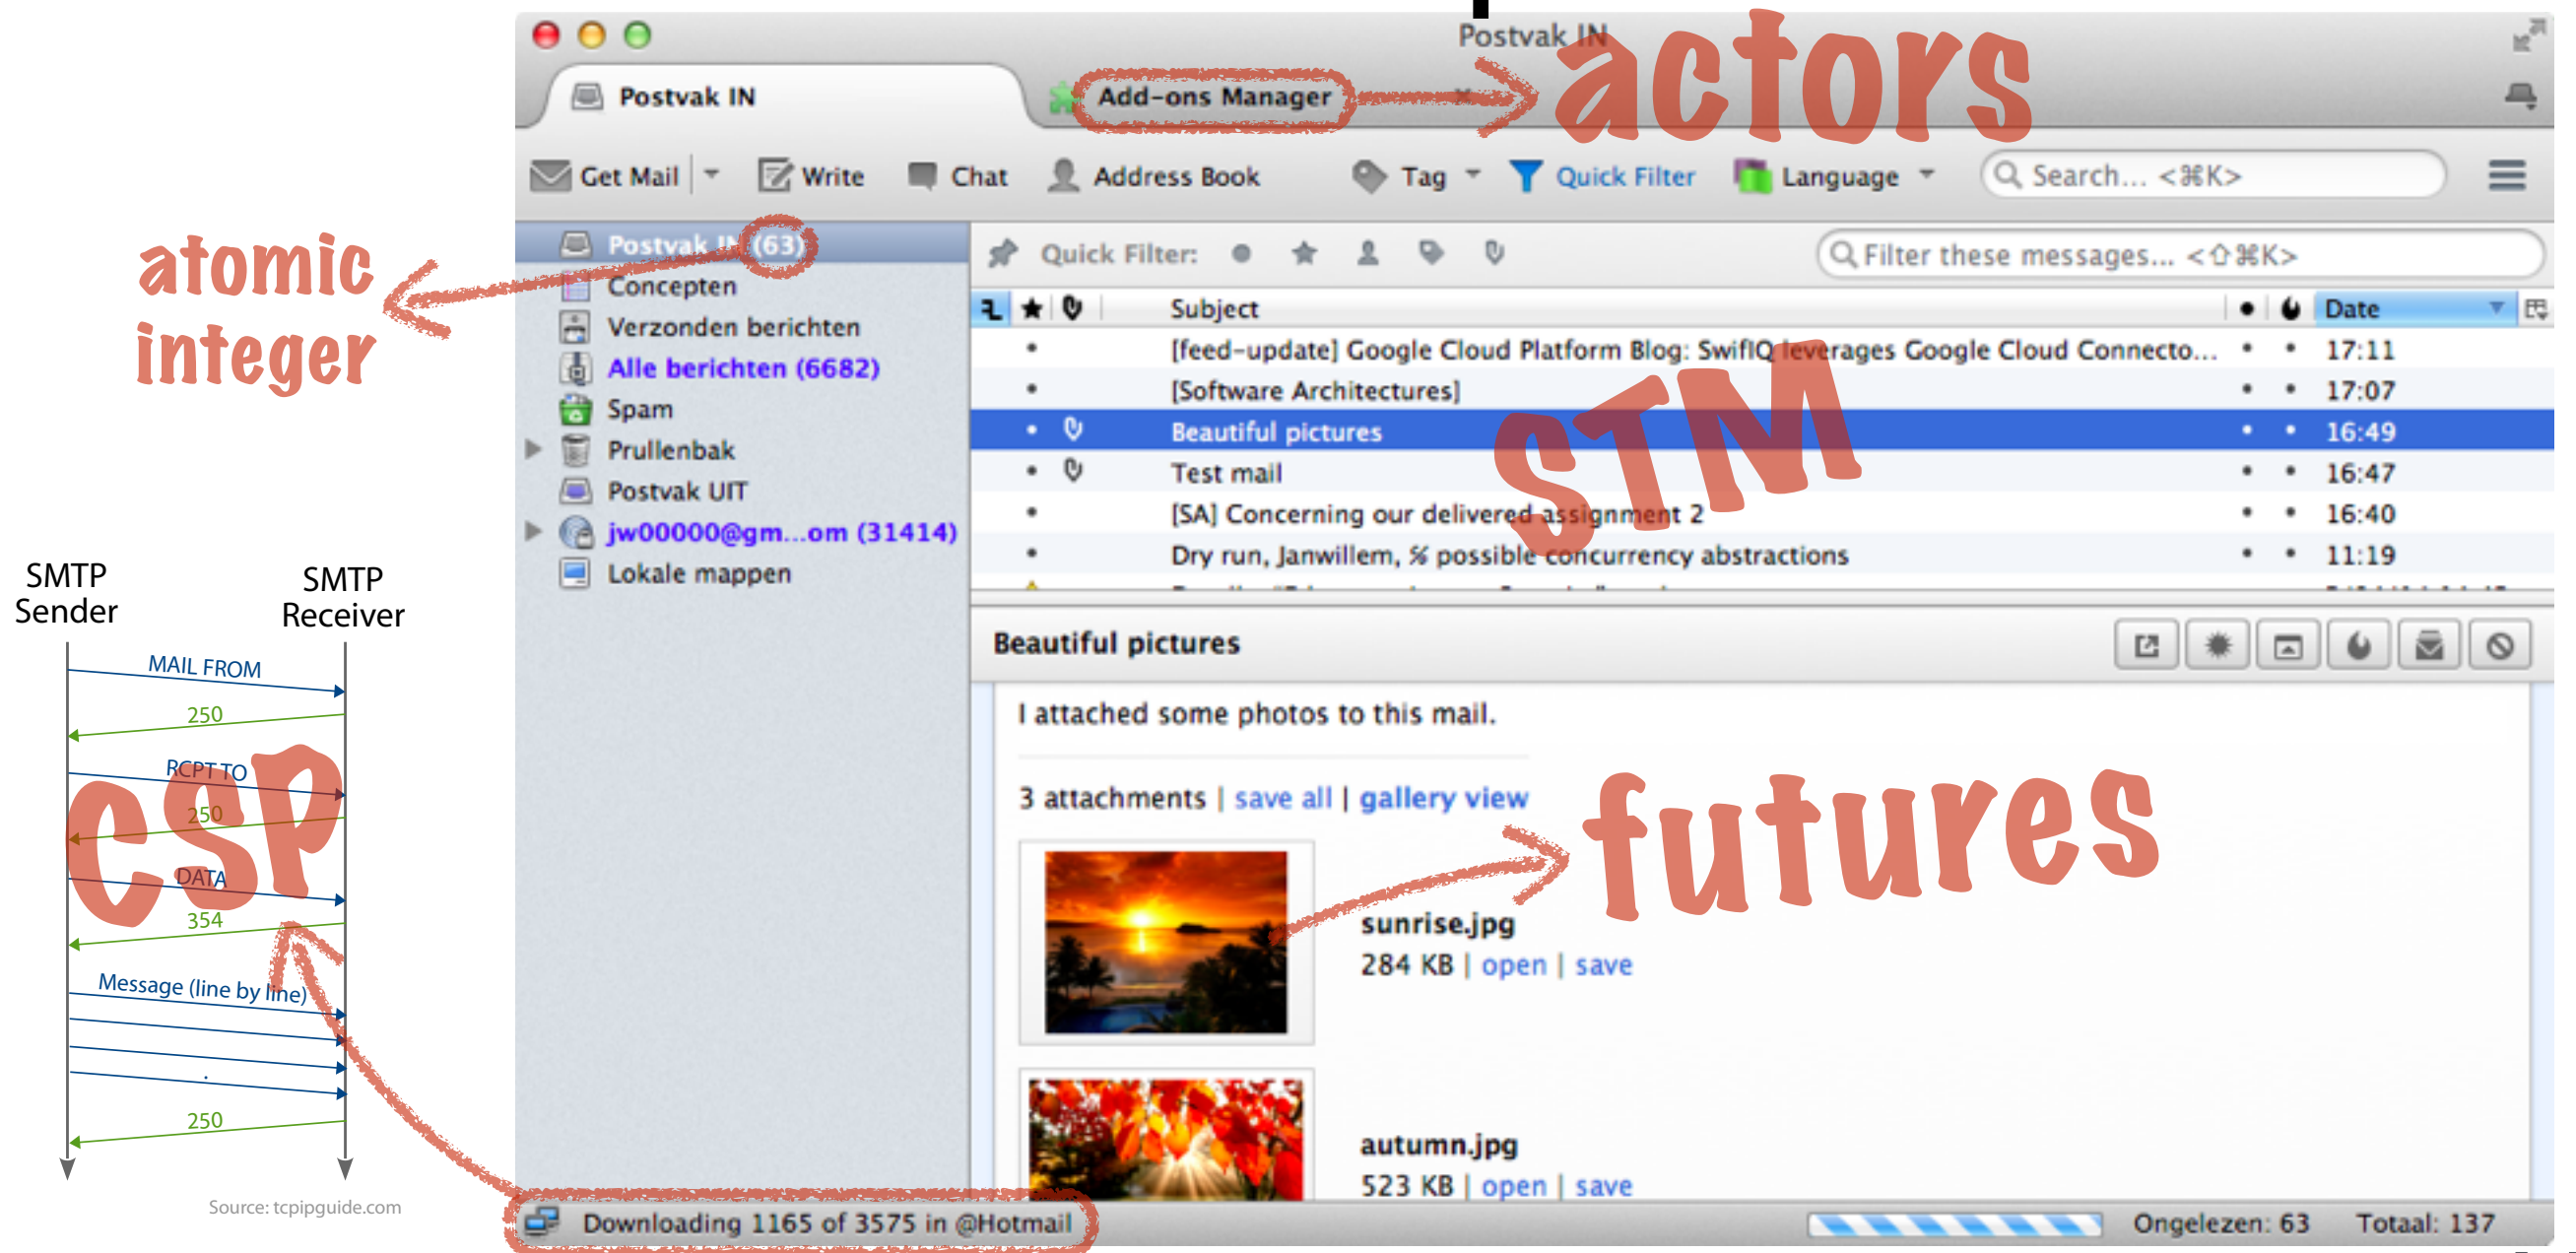 Postvak IN
actors
Postvak IN
Add-ons Manager
Get Mail
Write
Chat
Address Book
Tag
Quick Filter
Language
Search... <⌘K>
atomic
integer
Postvak IN (63)
Concepten
Verzonden berichten
Alle berichten (6682)
Spam
Prullenbak
Postvak UIT
jw00000@gm...om (31414)
Lokale mappen
Quick Filter:
Filter these messages... <⇧⌘K>
Subject
Date
[feed-update] Google Cloud Platform Blog: SwifIQ leverages Google Cloud Connecto... 17:11
[Software Architectures] 17:07
Beautiful pictures 16:49
Test mail 16:47
[SA] Concerning our delivered assignment 2 16:40
Dry run, Janwillem, % possible concurrency abstractions 11:19
STM
Beautiful pictures
I attached some photos to this mail.
3 attachments | save all | gallery view
futures
sunrise.jpg
284 KB | open | save
autumn.jpg
523 KB | open | save
SMTP
Sender
SMTP
Receiver
MAIL FROM
250
RCPT TO
250
CSP
DATA
354
Message (line by line)
.
250
Source: tcpipguide.com
Downloading 1165 of 3575 in @Hotmail
Ongelezen: 63
Totaal: 137